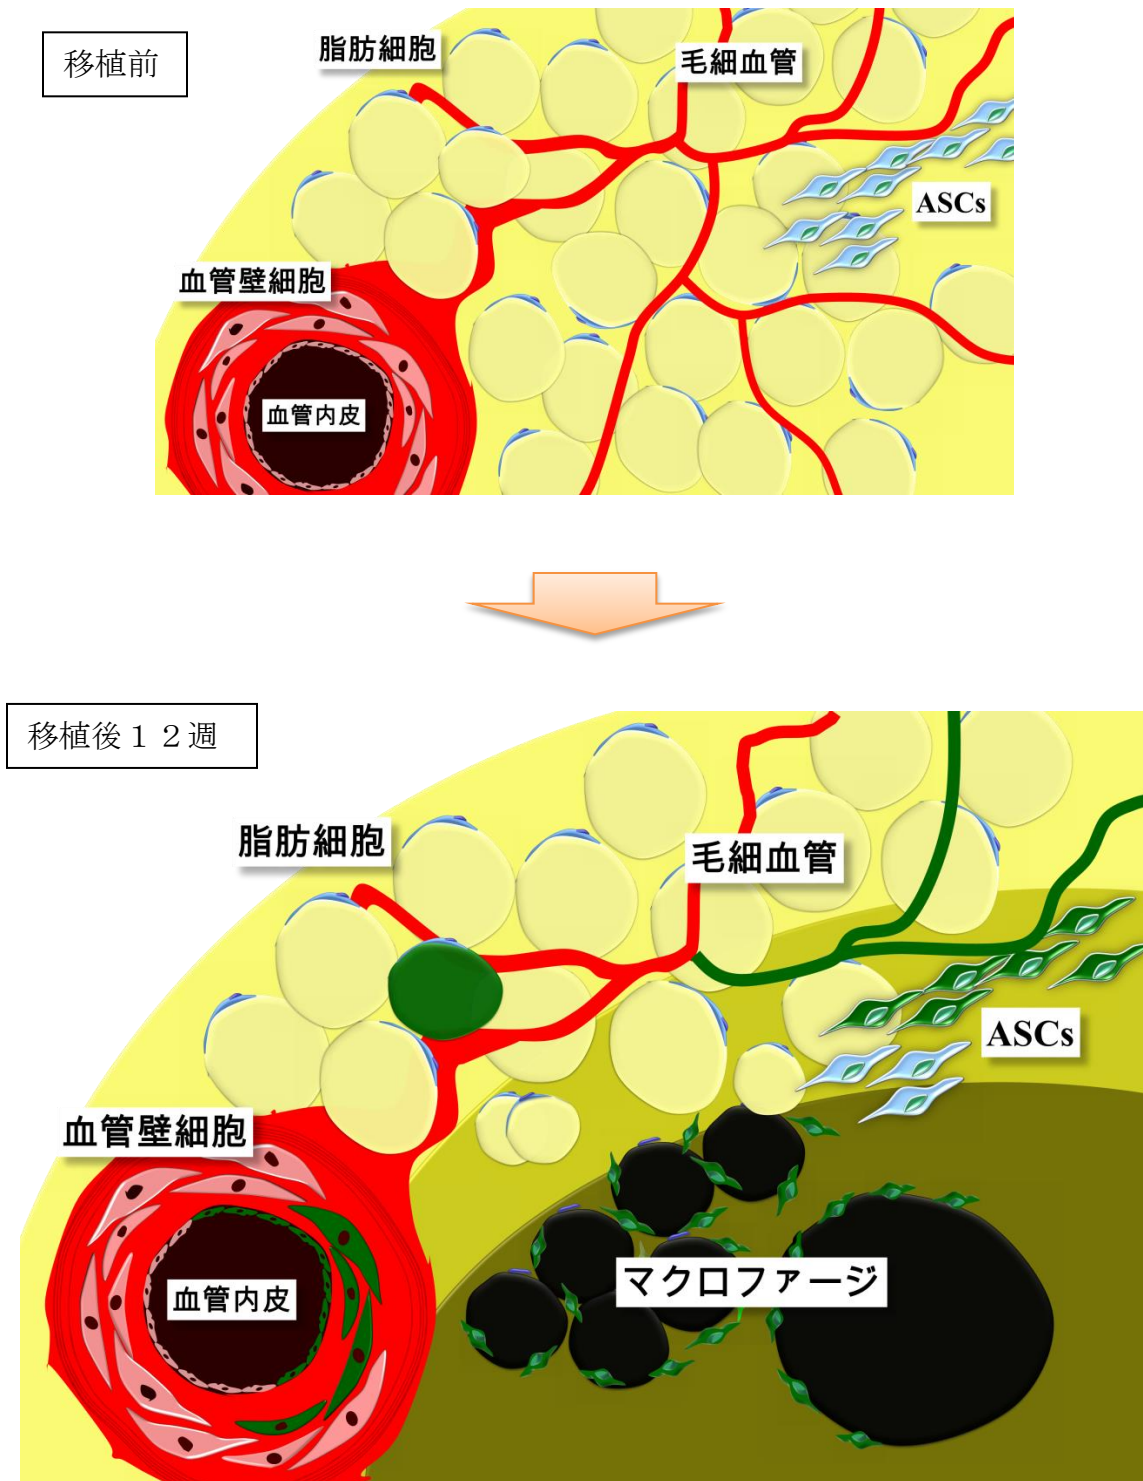 移植前
脂肪細胞
毛細血管
ASCs
血管壁細胞
血管内皮
移植後１２週
脂肪細胞
毛細血管
ASCs
血管壁細胞
マクロファージ
血管内皮